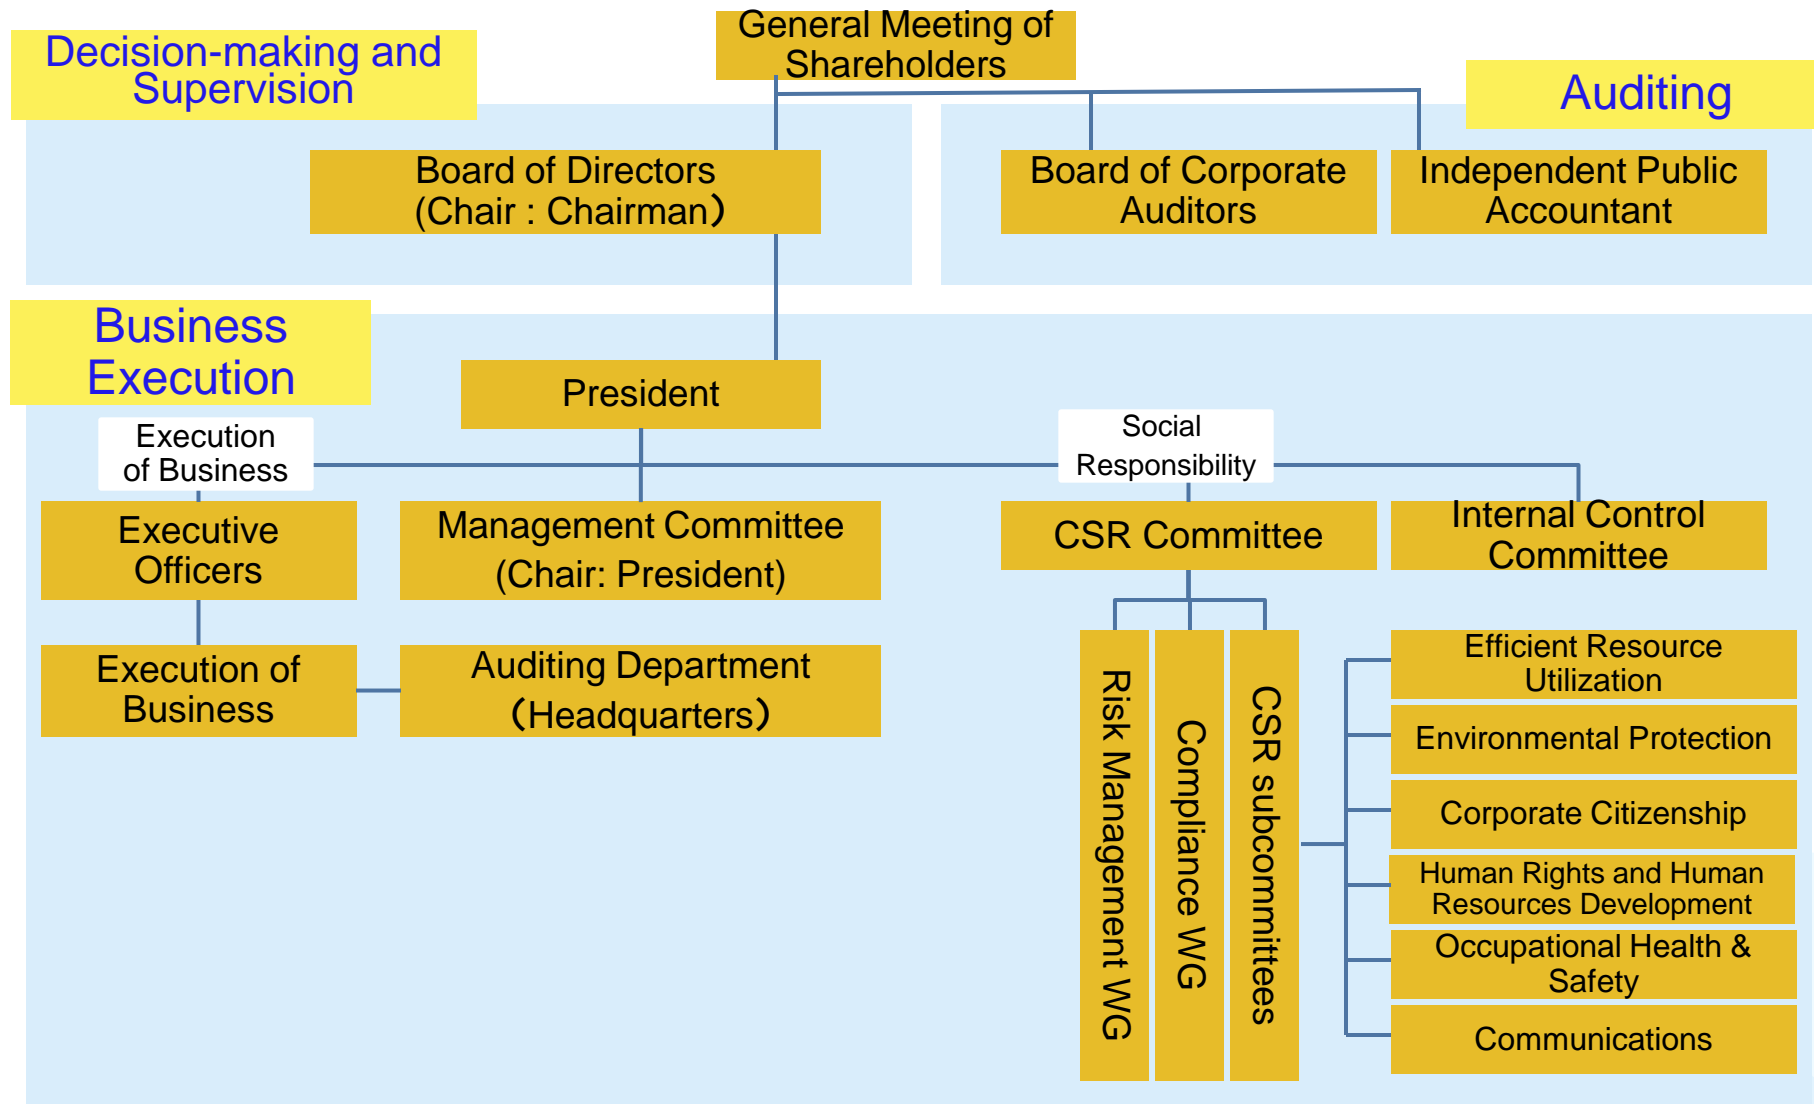 General Meeting of
Shareholders
Decision-making and
Supervision
Auditing
Board of Directors
(Chair : Chairman）
Board of Corporate
Auditors
Independent Public
Accountant
Business
Execution
President
Execution
of Business
Social
Responsibility
Executive
Officers
Management Committee
(Chair: President)
CSR Committee
Internal Control
Committee
Execution of
Business
Auditing Department
（Headquarters）
Risk Management WG
Compliance WG
CSR subcommittees
Efficient Resource
Utilization
Environmental Protection
Corporate Citizenship
Human Rights and Human
Resources Development
Occupational Health &
Safety
Communications